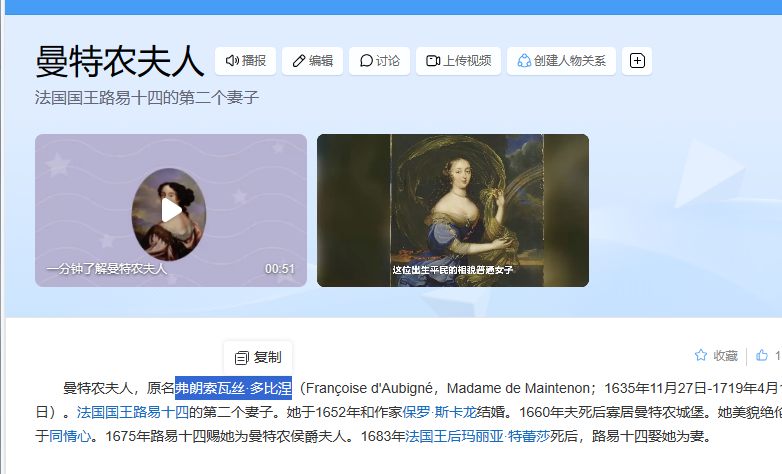 曼特农夫人 播报 编辑 讨论 上传视频 创建人物关系
法国国王路易十四的第二个妻子
一分钟了解曼特农夫人 00:51
这位出生平民的相貌普通女子
复制
收藏 1
曼特农夫人，原名弗朗索瓦丝·多比涅（Françoise d'Aubigné，Madame de Maintenon；1635年11月27日-1719年4月1
日）。法国国王路易十四的第二个妻子。她于1652年和作家保罗·斯卡龙结婚。1660年夫死后寡居曼特农城堡。她美貌绝伦
于同情心。1675年路易十四赐她为曼特农侯爵夫人。1683年法国王后玛丽亚·特蕾莎死后，路易十四娶她为妻。